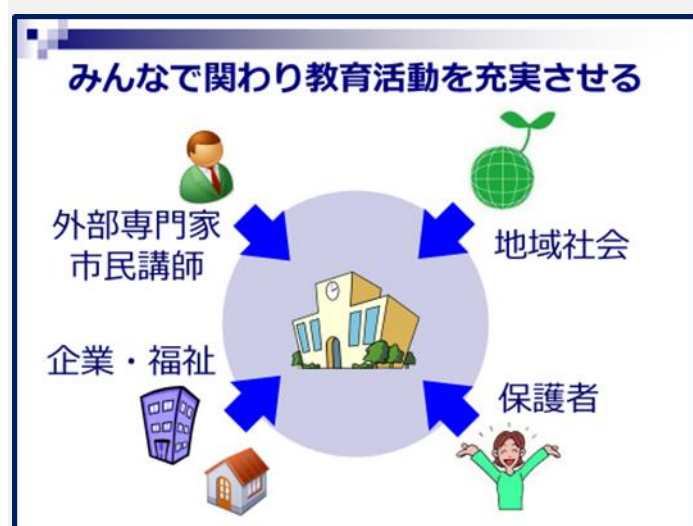 みんなで関わり教育活動を充実させる
外部専門家
市民講師
地域社会
企業・福祉
保護者